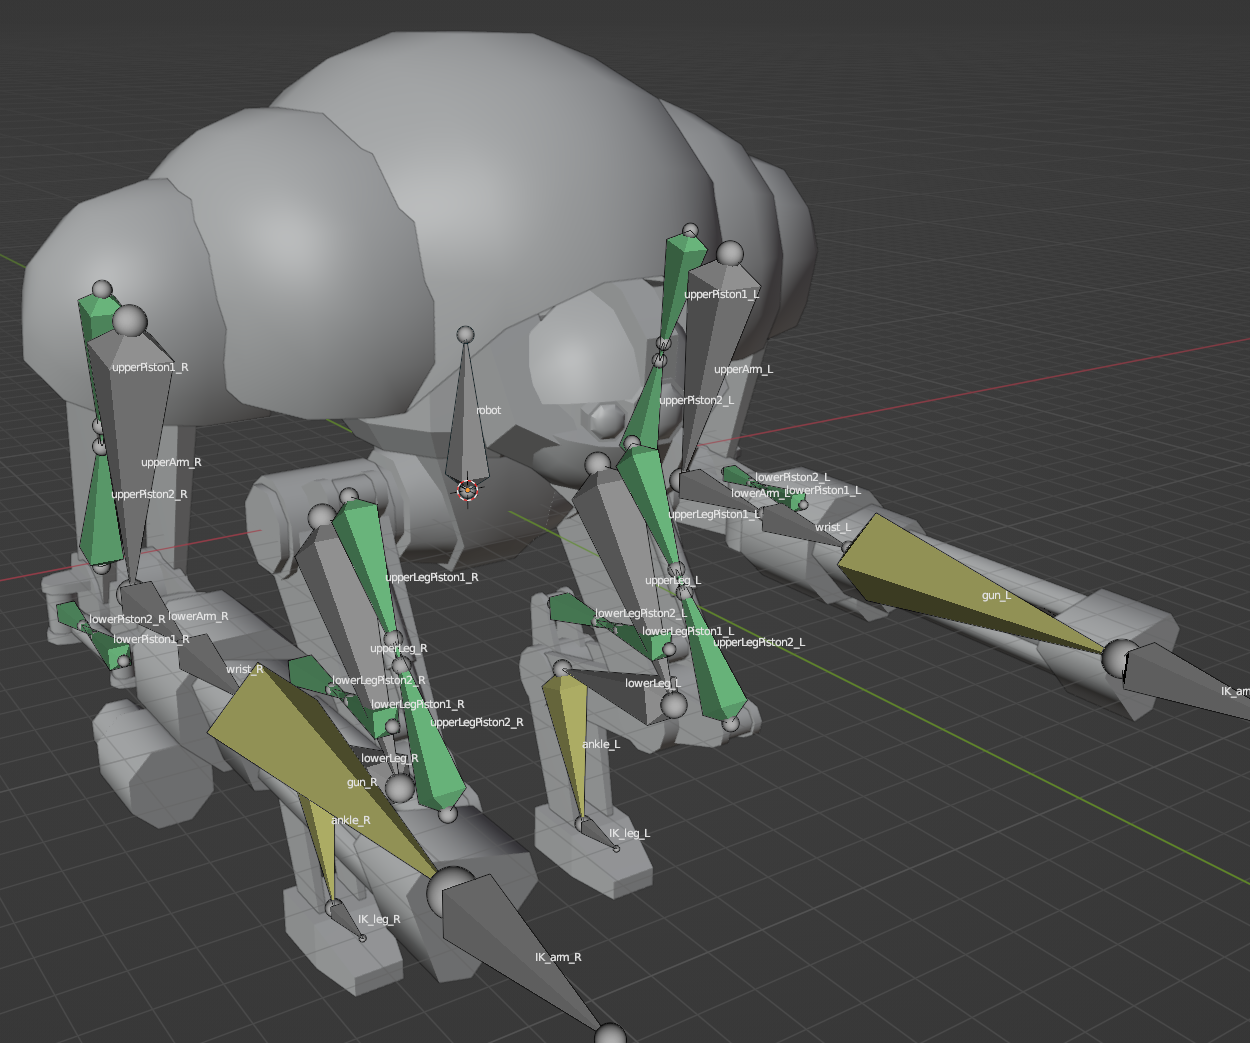 upperPiston1_L
upperPiston1_R
upperArm_L
upperPiston2_L
robot
upperArm_R
upperPiston2_R
lowerPiston2_L
lowerArm_L
lowerPiston1_L
upperLegPiston1_L
wrist_L
upperLegPiston1_R
upperLeg_L
gun_L
lowerPiston2_R
lowerArm_R
lowerLegPiston2_L
lowerPiston1_R
lowerLegPiston1_L
upperLegPiston2_L
upperLeg_R
wrist_R
lowerLegPiston2_R
lowerLeg_L
IK_arm
lowerLegPiston1_R
upperLegPiston2_R
ankle_L
lowerLeg_R
gun_R
ankle_R
IK_leg_L
IK_leg_R
IK_arm_R